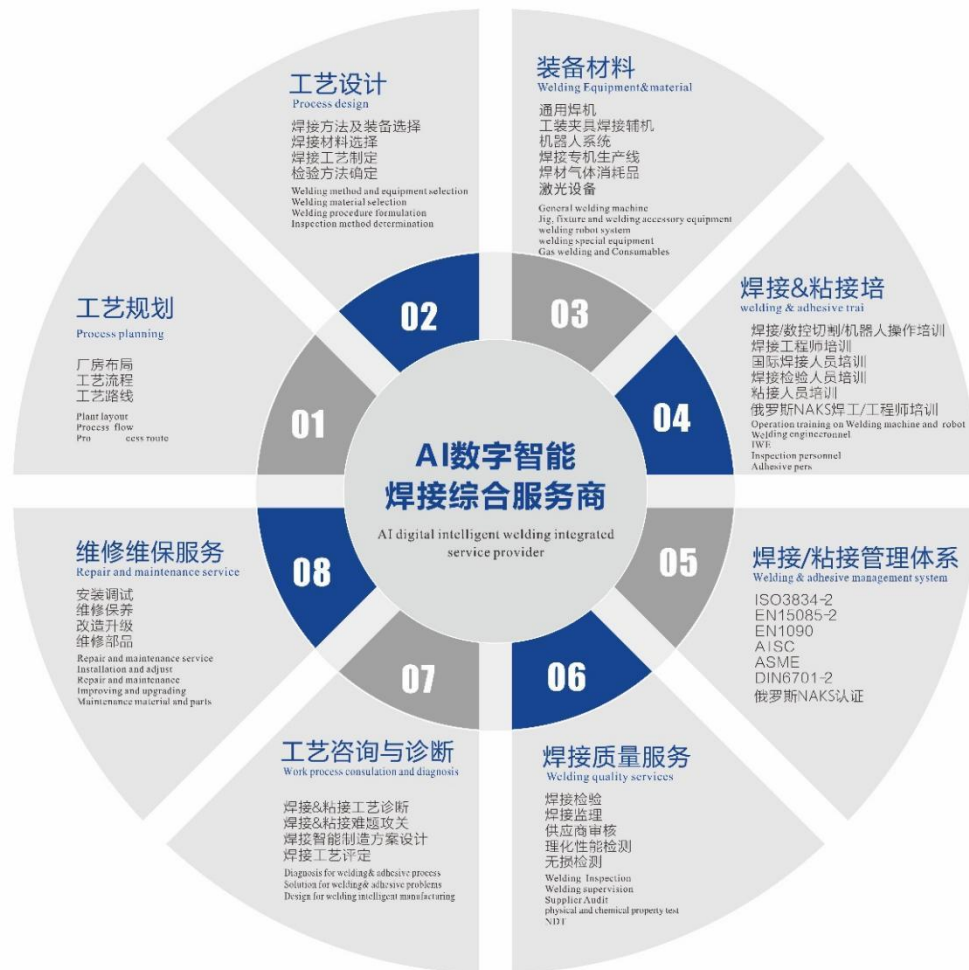 AI数字智能
焊接综合服务商
AI digital intelligent welding integrated
service provider
01
工艺规划
Process planning
厂房布局
工艺流程
工艺路线
Plant layout
Process flow
Pro cess route
02
工艺设计
Process design
焊接方法及装备选择
焊接材料选择
焊接工艺制定
检验方法确定
Welding method and equipment selection
Welding material selection
Welding procedure formulation
Inspection method determination
03
装备材料
Welding Equipment&material
通用焊机
工装夹具焊接辅机
机器人系统
焊接专机生产线
焊材气体消耗品
激光设备
General welding machine
Jig, fixture and welding accessory equipment
welding robot system
welding special equipment
Gas welding and Consumables
04
焊接&粘接培
welding & adhesive trai
焊接/数控切割/机器人操作培训
焊接工程师培训
国际焊接人员培训
焊接检验人员培训
粘接人员培训
俄罗斯NAKS焊工/工程师培训
Operation training on Welding machine and robot
Welding engineeronnel
IWE
Inspection personnel
Adhesive pers
05
焊接/粘接管理体系
Welding & adhesive management system
ISO3834-2
EN15085-2
EN1090
AISC
ASME
DIN6701-2
俄罗斯NAKS认证
06
焊接质量服务
Welding quality services
焊接检验
焊接监理
供应商审核
理化性能检测
无损检测
Welding Inspection
Welding supervision
Supplier Audit
physical and chemical property test
NDT
07
工艺咨询与诊断
Work process consulation and diagnosis
焊接&粘接工艺诊断
焊接&粘接难题攻关
焊接智能制造方案设计
焊接工艺评定
Diagnosis for welding& adhesive process
Solution for welding& adhesive problems
Design for welding intelligent manufacturing
08
维修维保服务
Repair and maintenance service
安装调试
维修保养
改造升级
维修部品
Repair and maintenance service
Installation and adjust
Repair and maintenance
Improving and upgrading
Maintenance material and parts